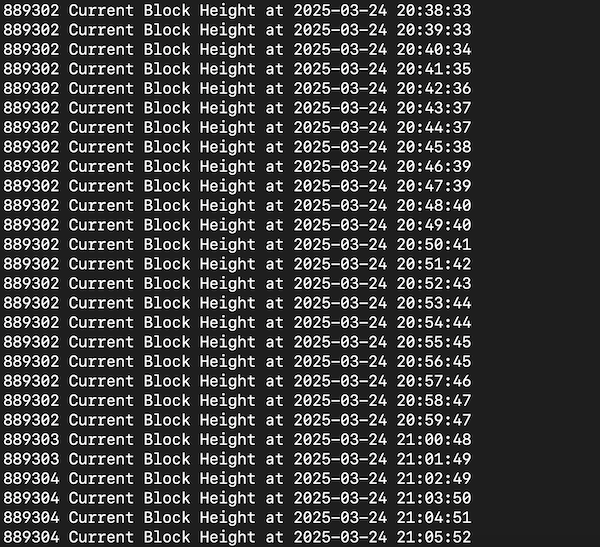 889302 Current Block Height at 2025-03-24 20:38:33
889302 Current Block Height at 2025-03-24 20:39:33
889302 Current Block Height at 2025-03-24 20:40:34
889302 Current Block Height at 2025-03-24 20:41:35
889302 Current Block Height at 2025-03-24 20:42:36
889302 Current Block Height at 2025-03-24 20:43:37
889302 Current Block Height at 2025-03-24 20:44:37
889302 Current Block Height at 2025-03-24 20:45:38
889302 Current Block Height at 2025-03-24 20:46:39
889302 Current Block Height at 2025-03-24 20:47:39
889302 Current Block Height at 2025-03-24 20:48:40
889302 Current Block Height at 2025-03-24 20:49:40
889302 Current Block Height at 2025-03-24 20:50:41
889302 Current Block Height at 2025-03-24 20:51:42
889302 Current Block Height at 2025-03-24 20:52:43
889302 Current Block Height at 2025-03-24 20:53:44
889302 Current Block Height at 2025-03-24 20:54:44
889302 Current Block Height at 2025-03-24 20:55:45
889302 Current Block Height at 2025-03-24 20:56:45
889302 Current Block Height at 2025-03-24 20:57:46
889302 Current Block Height at 2025-03-24 20:58:47
889302 Current Block Height at 2025-03-24 20:59:47
889303 Current Block Height at 2025-03-24 21:00:48
889303 Current Block Height at 2025-03-24 21:01:49
889304 Current Block Height at 2025-03-24 21:02:49
889304 Current Block Height at 2025-03-24 21:03:50
889304 Current Block Height at 2025-03-24 21:04:51
889304 Current Block Height at 2025-03-24 21:05:52